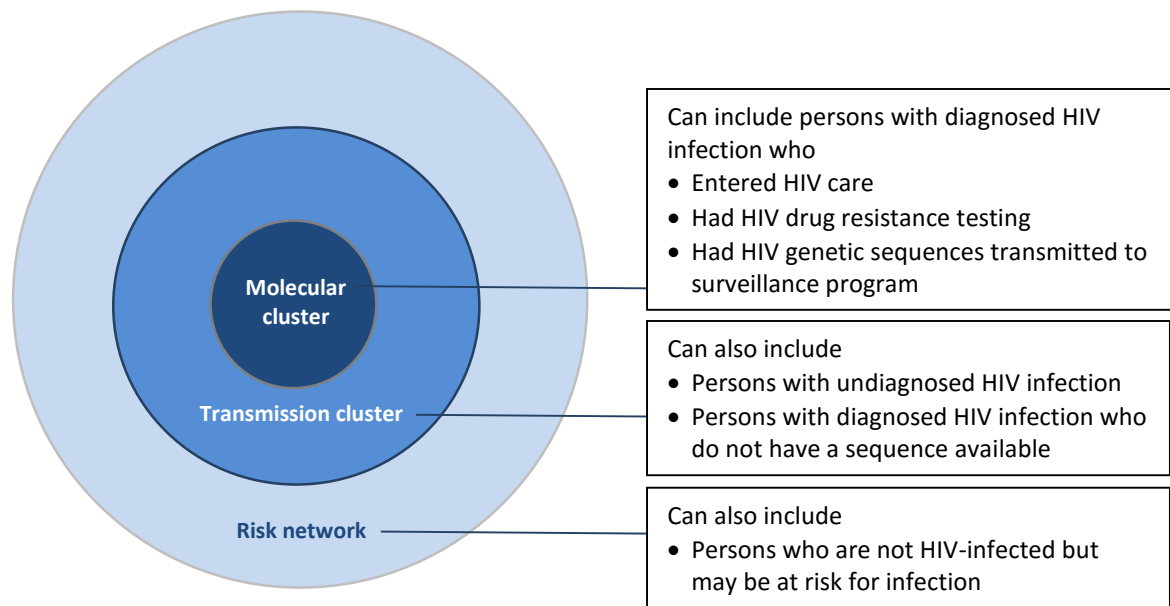 Molecular
cluster
Transmission cluster
Risk network
Can include persons with diagnosed HIV
infection who
• Entered HIV care
• Had HIV drug resistance testing
• Had HIV genetic sequences transmitted to
surveillance program
Can also include
• Persons with undiagnosed HIV infection
• Persons with diagnosed HIV infection who
do not have a sequence available
Can also include
• Persons who are not HIV-infected but
may be at risk for infection